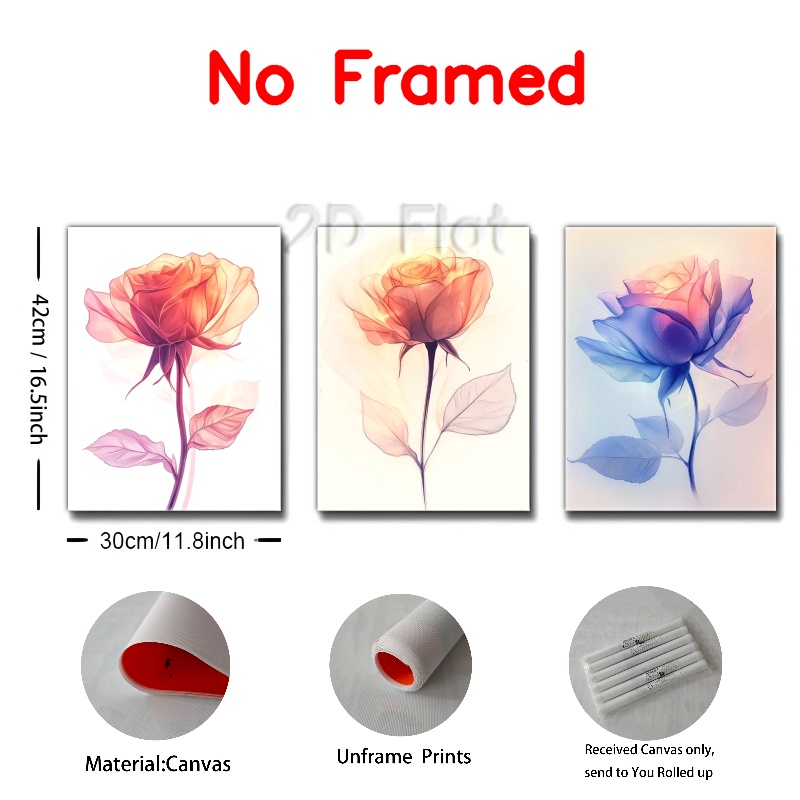 No Framed
2D Flat
42cm / 16.5inch
30cm/11.8inch
Material:Canvas
Unframe Prints
Received Canvas only,
send to You Rolled up